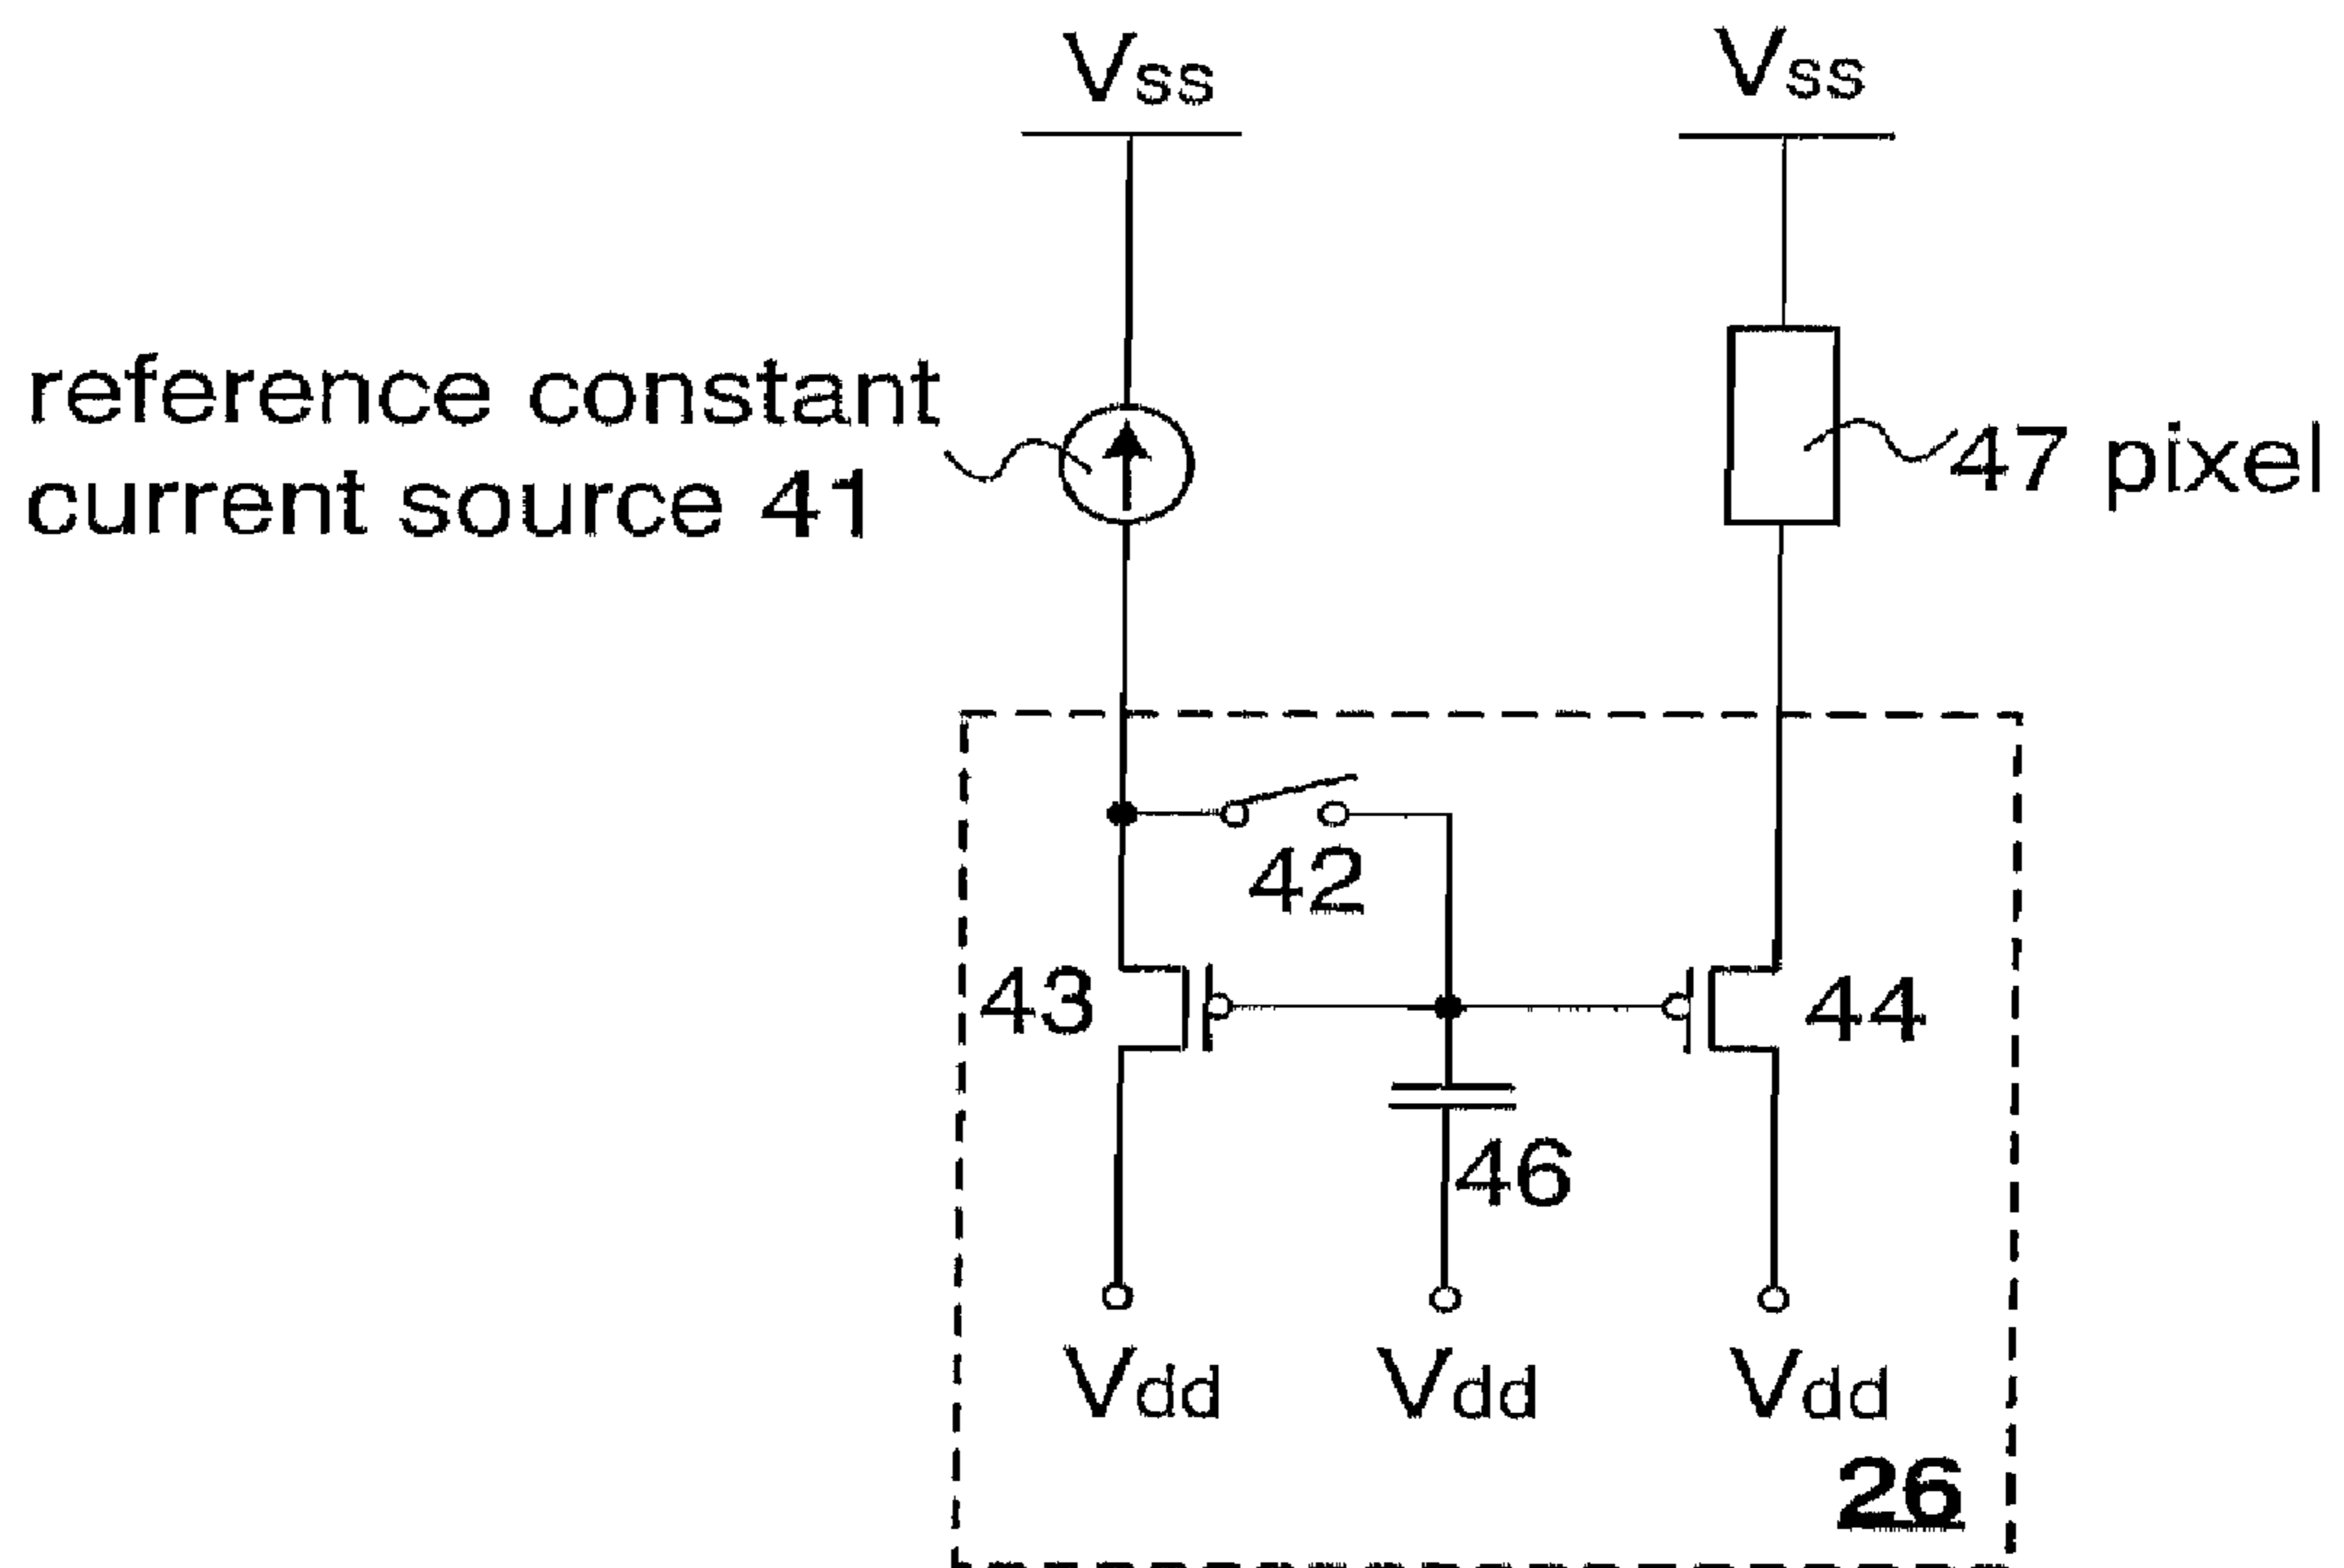 Vss
Vss
reference constant
current source 41
47 pixel
42
43
44
46
Vdd
Vdd
Vdd
26